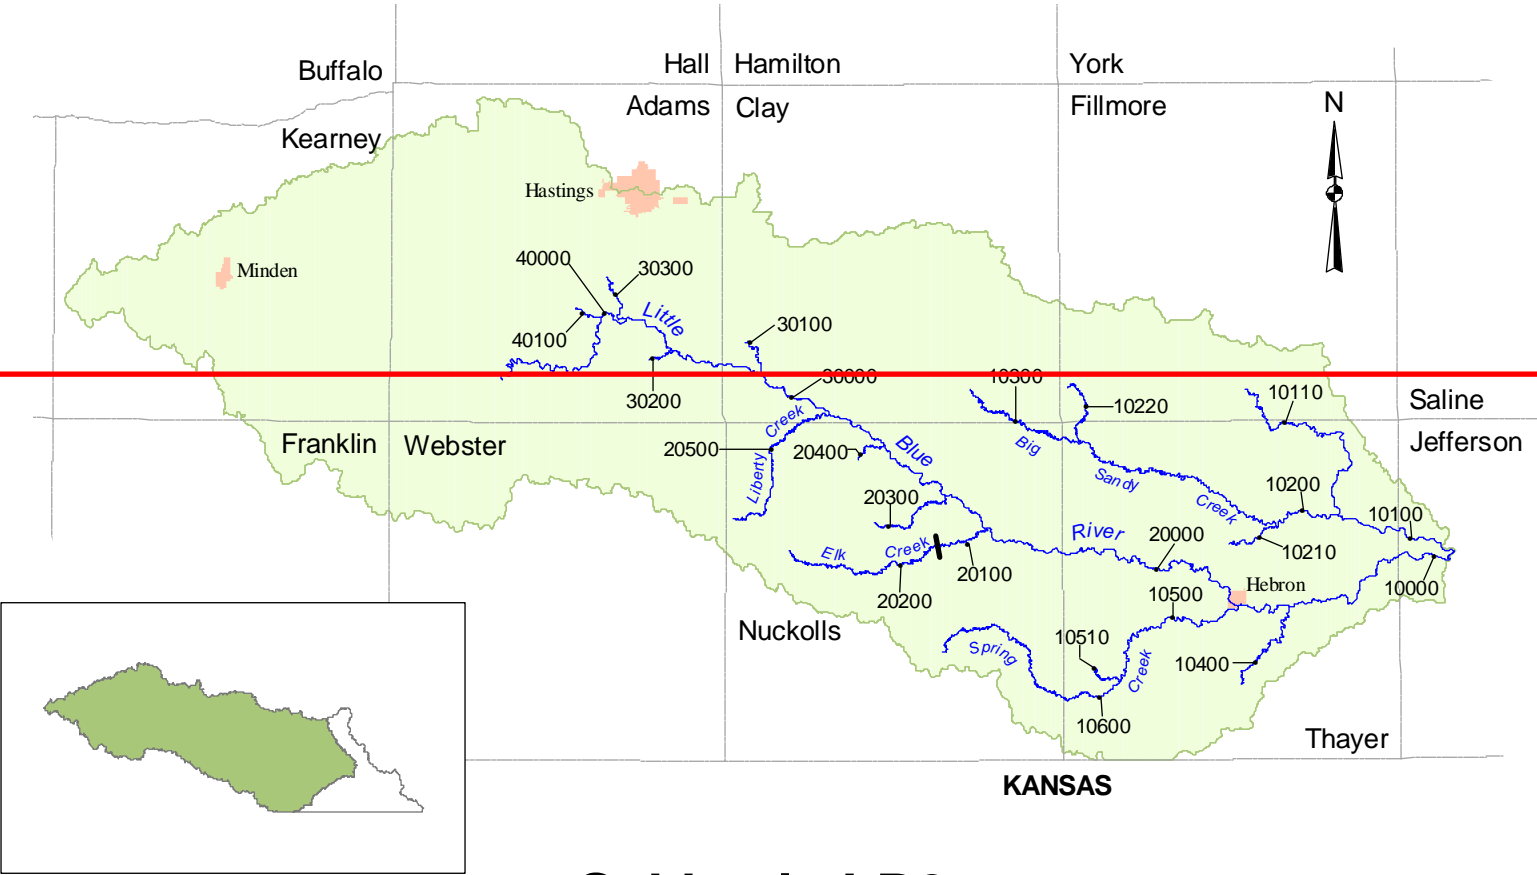 Hall
Hamilton
York
Buffalo
Adams
Clay
Fillmore
N
Kearney
Hastings
Minden
40000
30300
Little
30100
40100
30000
10300
30200
10220
10110
Saline
Creek
Franklin
Webster
20500
20400
Blue
Big
Jefferson
Liberty
Sandy
20300
Creek
10200
10100
River
20000
Elk
Creek
10210
20100
Hebron
10000
20200
10500
Nuckolls
10510
Spring
Creek
10400
10600
Thayer
KANSAS